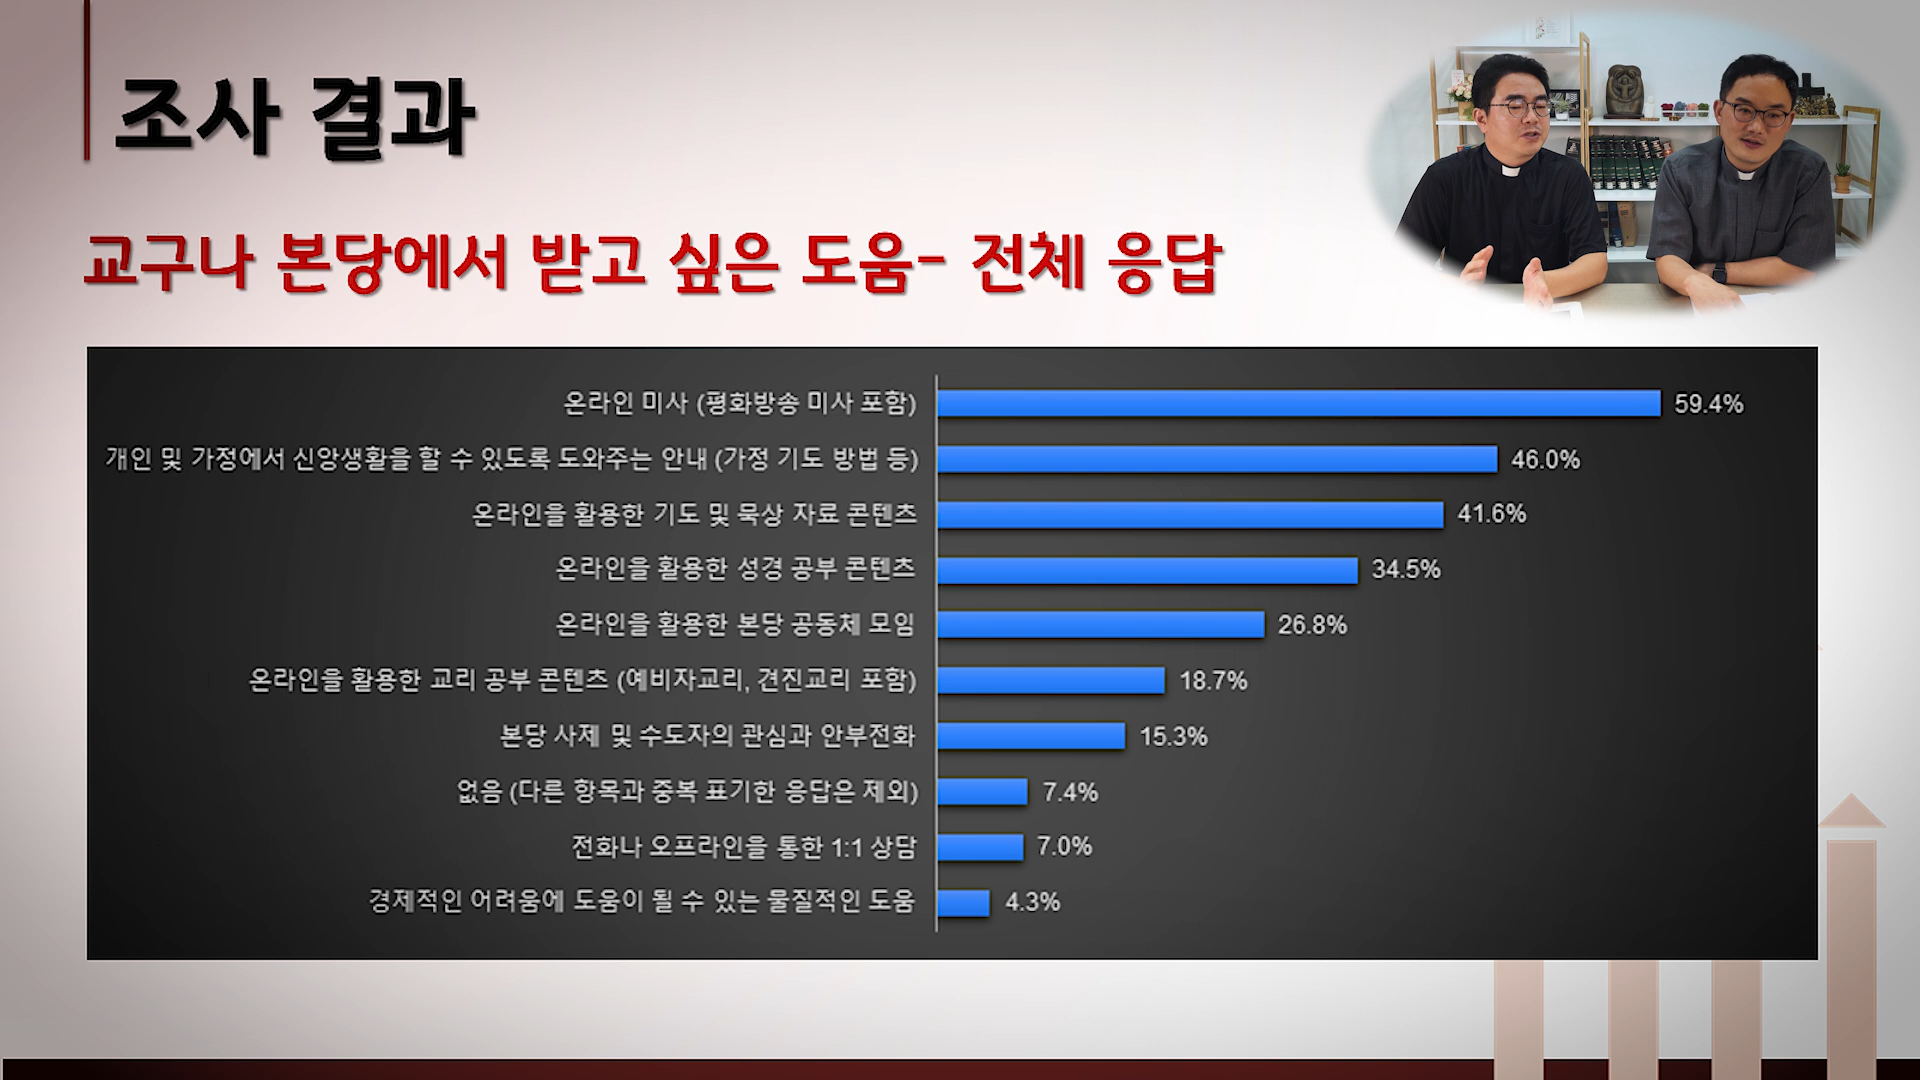 조사 결과
교구나 본당에서 받고 싶은 도움- 전체 응답
온라인 미사 (평화방송 미사 포함) 59.4%
개인 및 가정에서 신앙생활을 할 수 있도록 도와주는 안내 (가정 기도 방법 등) 46.0%
온라인을 활용한 기도 및 묵상 자료 콘텐츠 41.6%
온라인을 활용한 성경 공부 콘텐츠 34.5%
온라인을 활용한 본당 공동체 모임 26.8%
온라인을 활용한 교리 공부 콘텐츠 (예비자교리, 견진교리 포함) 18.7%
본당 사제 및 수도자의 관심과 안부전화 15.3%
없음 (다른 항목과 중복 표기한 응답은 제외) 7.4%
전화나 오프라인을 통한 1:1 상담 7.0%
경제적인 어려움에 도움이 될 수 있는 물질적인 도움 4.3%